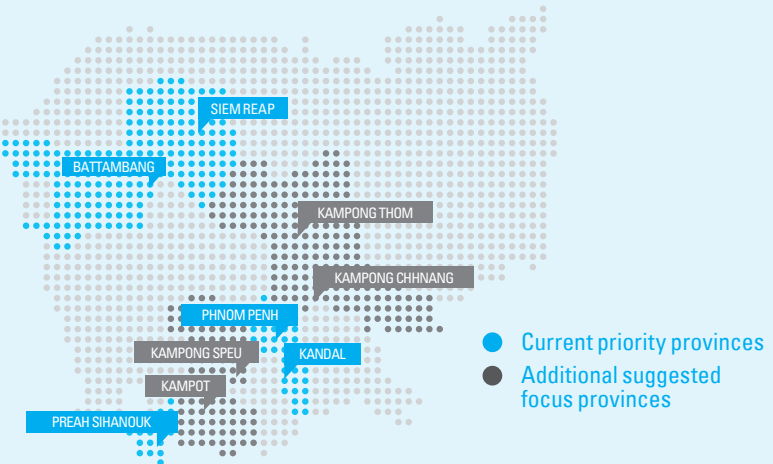 SIEM REAP
BATTAMBANG
KAMPONG THOM
KAMPONG CHHNANG
PHNOM PENH
KAMPONG SPEU
KANDAL
KAMPOT
PREAH SIHANOUK
Current priority provinces
Additional suggested
focus provinces